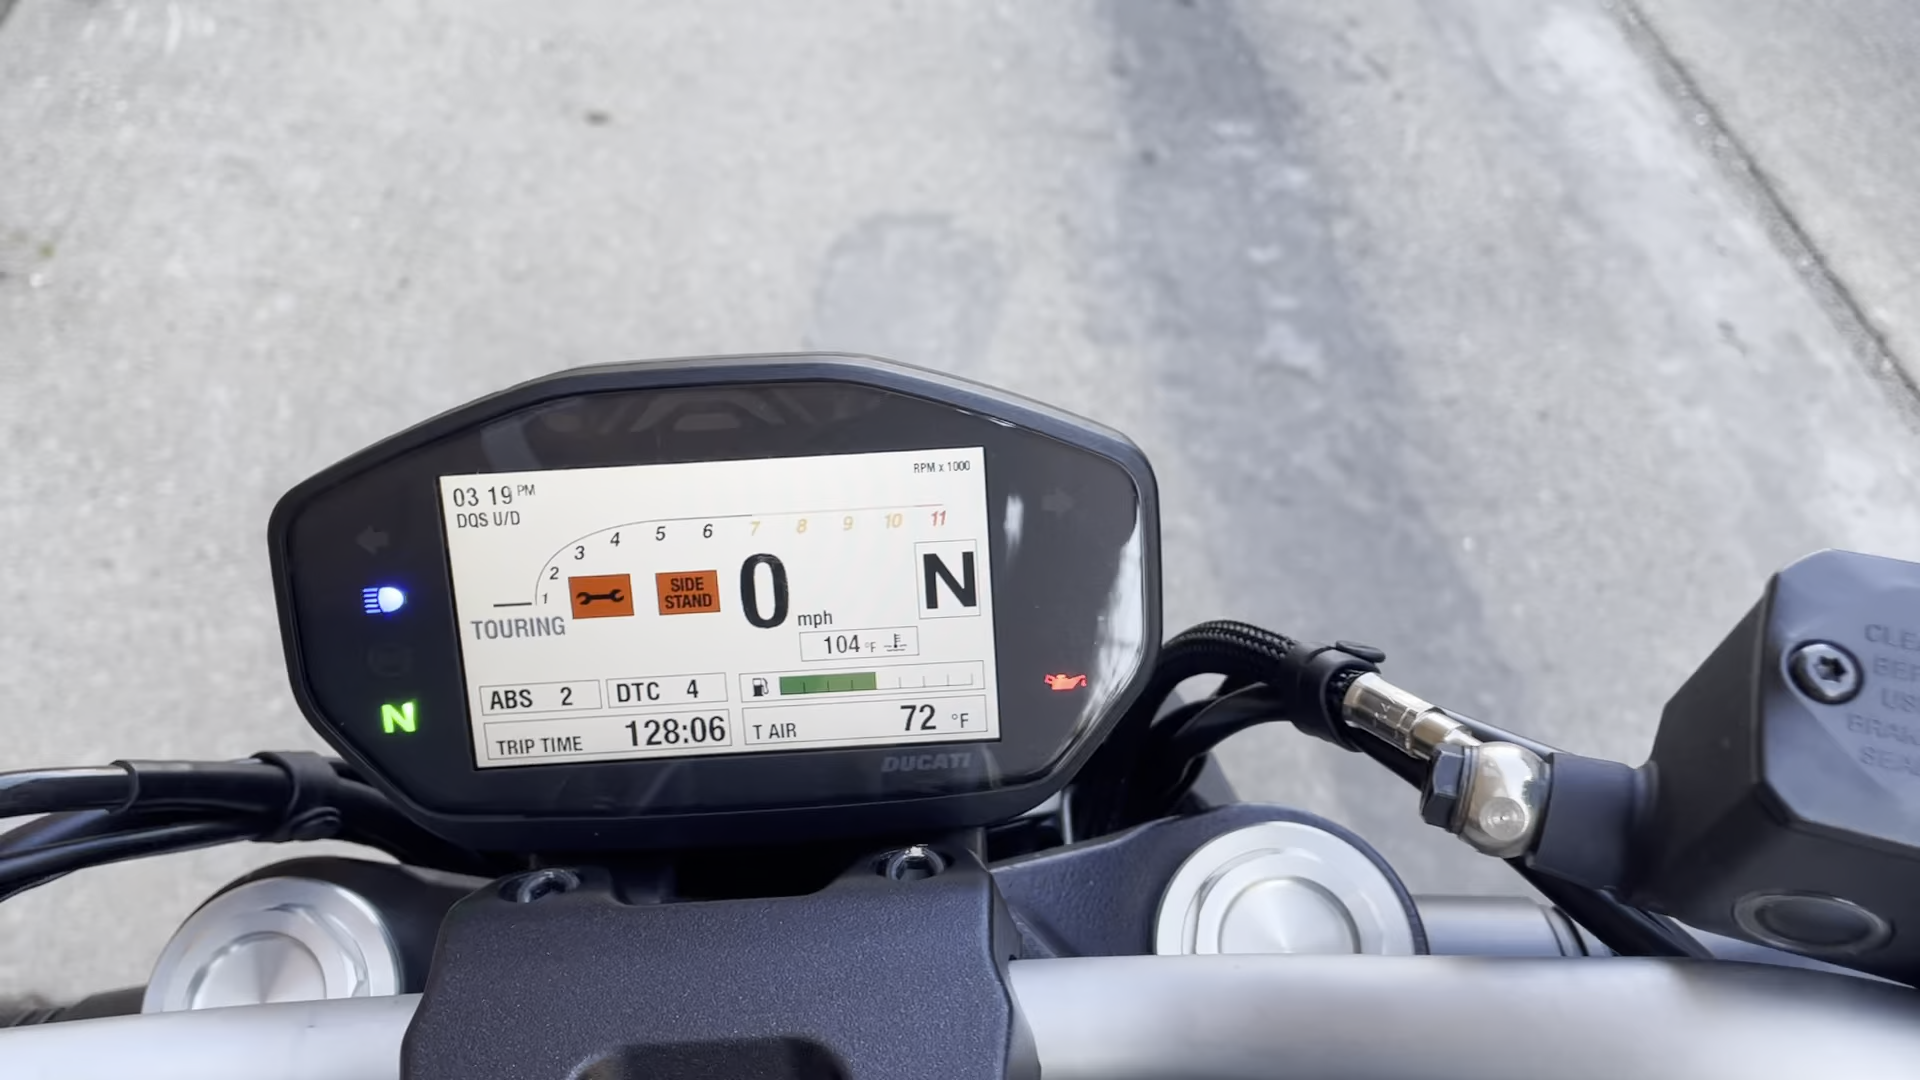 RPM x 1000
03 19 PM
DQS U/D
1 2 3 4 5 6 7 8 9 10 11
SIDE
STAND
0 mph
N
TOURING
104 °F
ABS 2
DTC 4
TRIP TIME 128:06
T AIR 72 °F
N
DUCATI